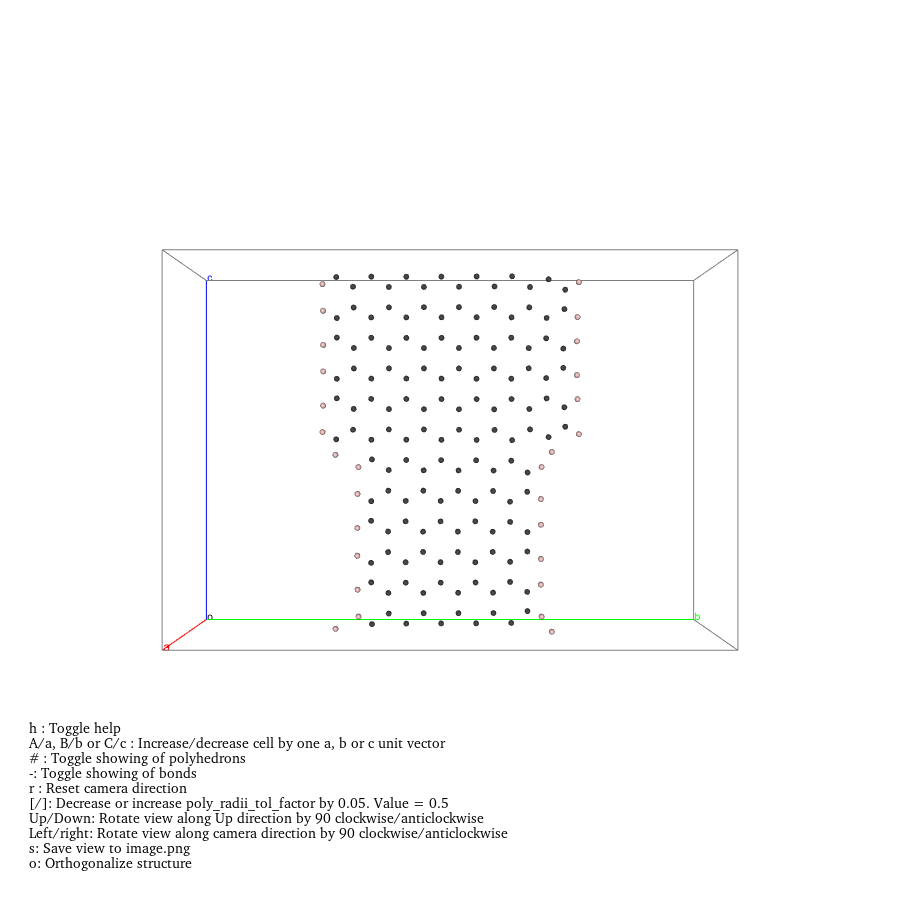 c
o
b
a
h : Toggle help
A/a, B/b or C/c : Increase/decrease cell by one a, b or c unit vector
# : Toggle showing of polyhedrons
-: Toggle showing of bonds
r : Reset camera direction
[/]: Decrease or increase poly_radii_tol_factor by 0.05. Value = 0.5
Up/Down: Rotate view along Up direction by 90 clockwise/anticlockwise
Left/right: Rotate view along camera direction by 90 clockwise/anticlockwise
s: Save view to image.png
o: Orthogonalize structure